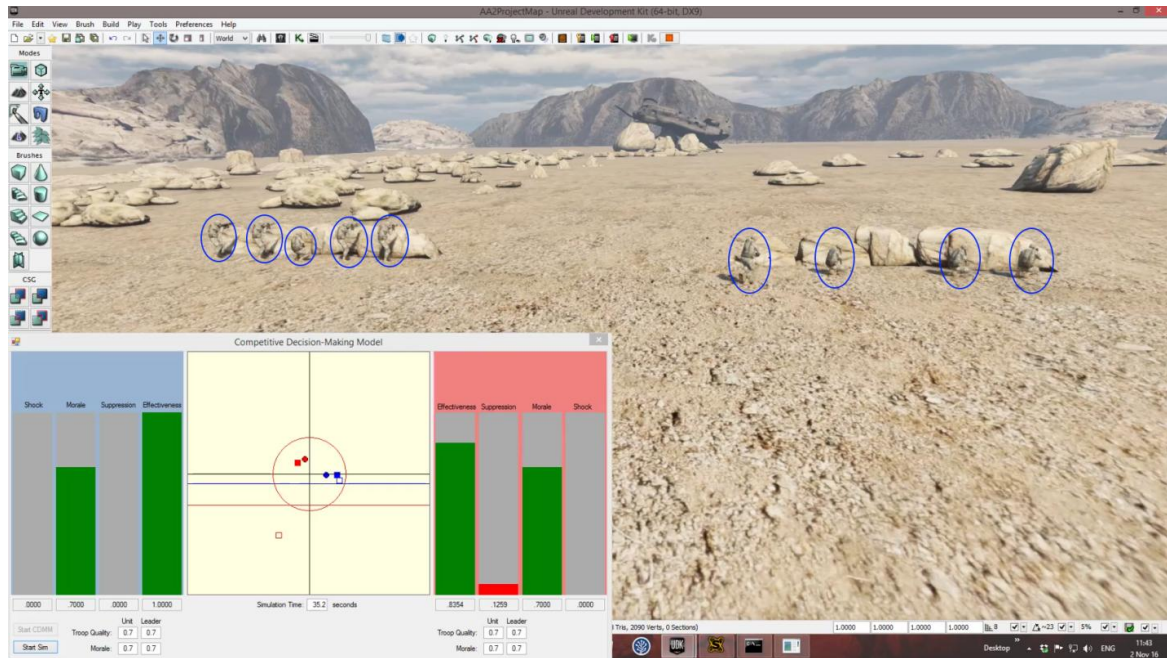 AA2ProjectMap - Unreal Development Kit (64-bit, DX9)
File Edit View Brush Build Play Tools Preferences Help
World
Modes
Brushes
CSG
Competitive Decision-Making Model
Shock Morale Suppression Effectiveness
Effectiveness Suppression Morale Shock
.0000 .7000 .0000 1.0000
Simulation Time: 35.2 seconds
.8354 .1259 .7000 .0000
Start CDMM
Start Sim
Unit Leader
Troop Quality: 0.7 0.7
Morale: 0.7 0.7
Unit Leader
Troop Quality: 0.7 0.7
Morale: 0.7 0.7
Tris, 2090 Verts, 0 Sections)
1.0000 1.0000 1.0000 1.0000
8
5%
UDK
Desktop
ENG
11:43
2 Nov 16